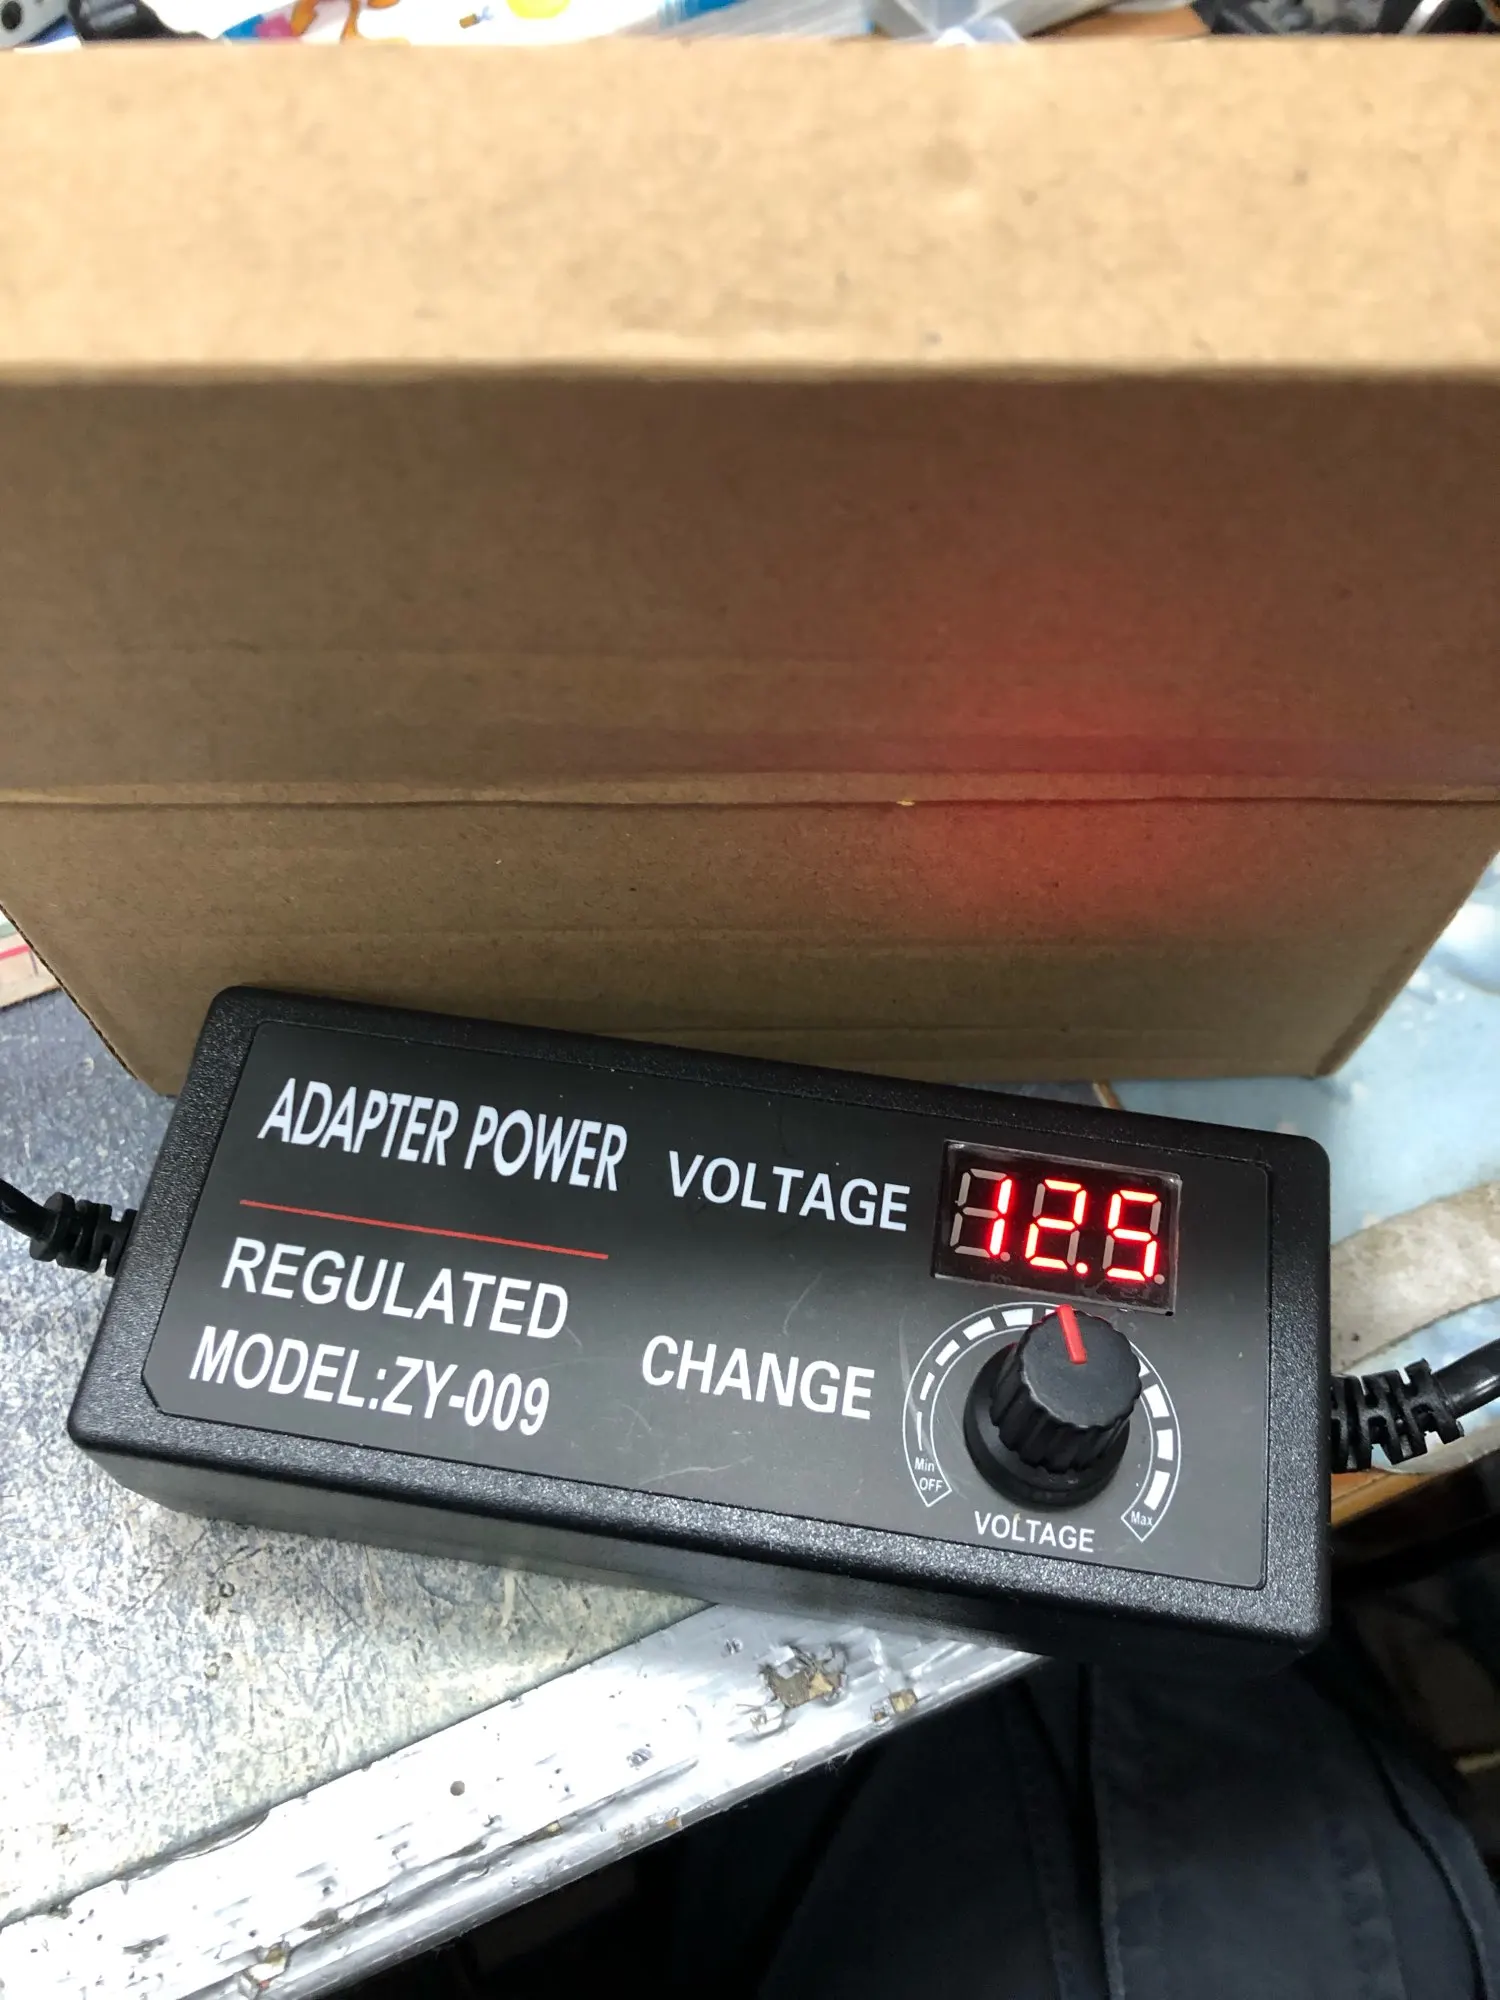 ADAPTER POWER
REGULATED
MODEL:ZY-009
VOLTAGE
12.5
CHANGE
Min
OFF
Max
VOLTAGE